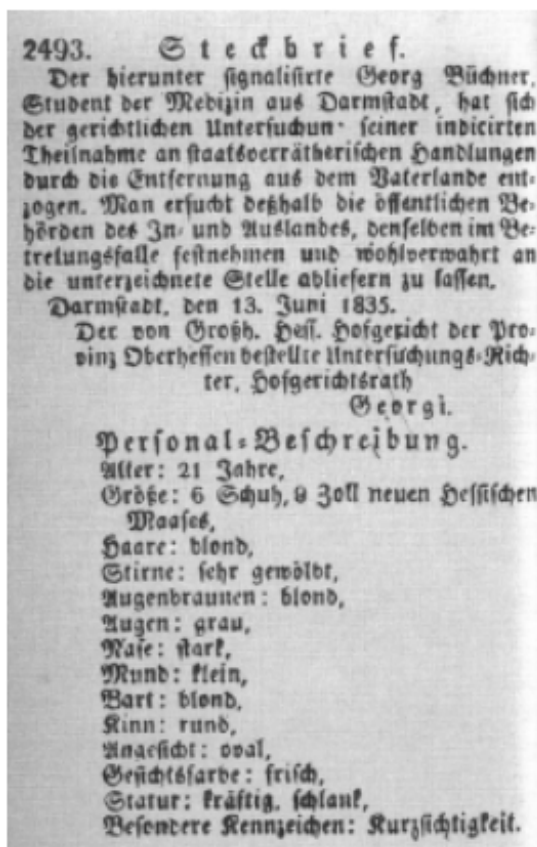 2493. Steckbrief.
Der hierunter signalisirte Georg Büchner,
Student der Medizin aus Darmstadt, hat sich
der gerichtlichen Untersuchun- seiner indicirten
Theilnahme an staatsverrätherischen Handlungen
durch die Entfernung aus dem Vaterlande ent-
zogen. Man ersucht deßhalb die öffentlichen Be-
hörden des In- und Auslandes, denselben im Be-
tretungsfalle festnehmen und wohlverwahrt an
die unterzeichnete Stelle abliefern zu lassen.
Darmstadt, den 13. Juni 1835.
Der von Großh. Hess. Hofgericht der Pro-
vinz Oberhessen bestellte Untersuchungs-Rich-
ter, Hofgerichtsrath
Georgi.
Personal-Beschreibung.
Alter: 21 Jahre,
Größe: 6 Schuh, 9 Zoll neuen Hessischen
Maases,
Haare: blond,
Stirne: sehr gewölbt,
Augenbraunen: blond,
Augen: grau,
Nase: stark,
Mund: klein,
Bart: blond,
Kinn: rund,
Angesicht: oval,
Gesichtsfarbe: frisch,
Statur: kräftig, schlank,
Besondere Kennzeichen: Kurzsichtigkeit.